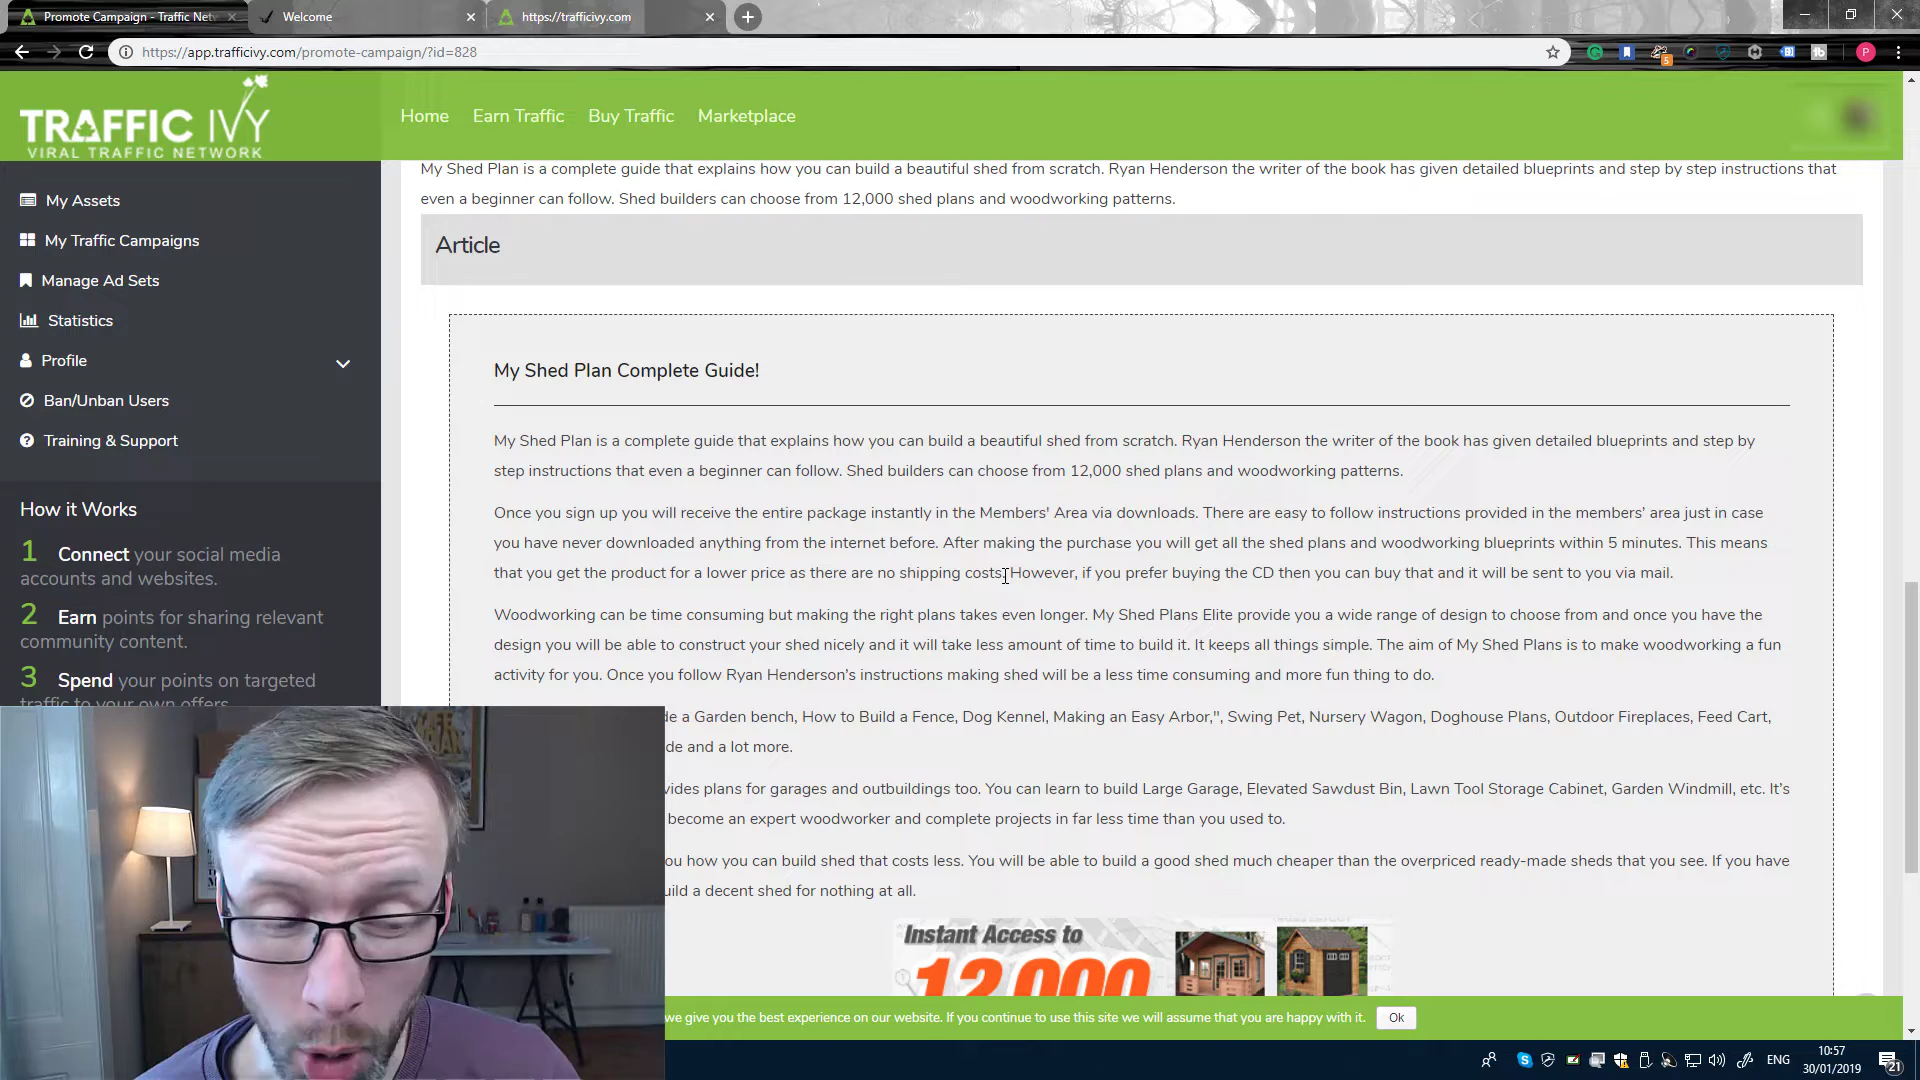 Promote Campaign - Traffic Net
Welcome
https://trafficivy.com
https://app.trafficivy.com/promote-campaign/?id=828
5
P
TRAFFIC IVY
VIRAL TRAFFIC NETWORK
Home Earn Traffic Buy Traffic Marketplace
My Assets
My Traffic Campaigns
Manage Ad Sets
Statistics
Profile
Ban/Unban Users
Training & Support
How it Works
1 Connect your social media
accounts and websites.
2 Earn points for sharing relevant
community content.
3 Spend your points on targeted
traffic to your own offers.
My Shed Plan is a complete guide that explains how you can build a beautiful shed from scratch. Ryan Henderson the writer of the book has given detailed blueprints and step by step instructions that
even a beginner can follow. Shed builders can choose from 12,000 shed plans and woodworking patterns.
Article
My Shed Plan Complete Guide!
My Shed Plan is a complete guide that explains how you can build a beautiful shed from scratch. Ryan Henderson the writer of the book has given detailed blueprints and step by
step instructions that even a beginner can follow. Shed builders can choose from 12,000 shed plans and woodworking patterns.
Once you sign up you will receive the entire package instantly in the Members' Area via downloads. There are easy to follow instructions provided in the members’ area just in case
you have never downloaded anything from the internet before. After making the purchase you will get all the shed plans and woodworking blueprints within 5 minutes. This means
that you get the product for a lower price as there are no shipping costs. However, if you prefer buying the CD then you can buy that and it will be sent to you via mail.
Woodworking can be time consuming but making the right plans takes even longer. My Shed Plans Elite provide you a wide range of design to choose from and once you have the
design you will be able to construct your shed nicely and it will take less amount of time to build it. It keeps all things simple. The aim of My Shed Plans is to make woodworking a fun
activity for you. Once you follow Ryan Henderson’s instructions making shed will be a less time consuming and more fun thing to do.
de a Garden bench, How to Build a Fence, Dog Kennel, Making an Easy Arbor,", Swing Pet, Nursery Wagon, Doghouse Plans, Outdoor Fireplaces, Feed Cart,
de and a lot more.
vides plans for garages and outbuildings too. You can learn to build Large Garage, Elevated Sawdust Bin, Lawn Tool Storage Cabinet, Garden Windmill, etc. It’s
become an expert woodworker and complete projects in far less time than you used to.
ou how you can build shed that costs less. You will be able to build a good shed much cheaper than the overpriced ready-made sheds that you see. If you have
uild a decent shed for nothing at all.
Instant Access to
12,000
we give you the best experience on our website. If you continue to use this site we will assume that you are happy with it.
Ok
ENG
10:57
30/01/2019
21